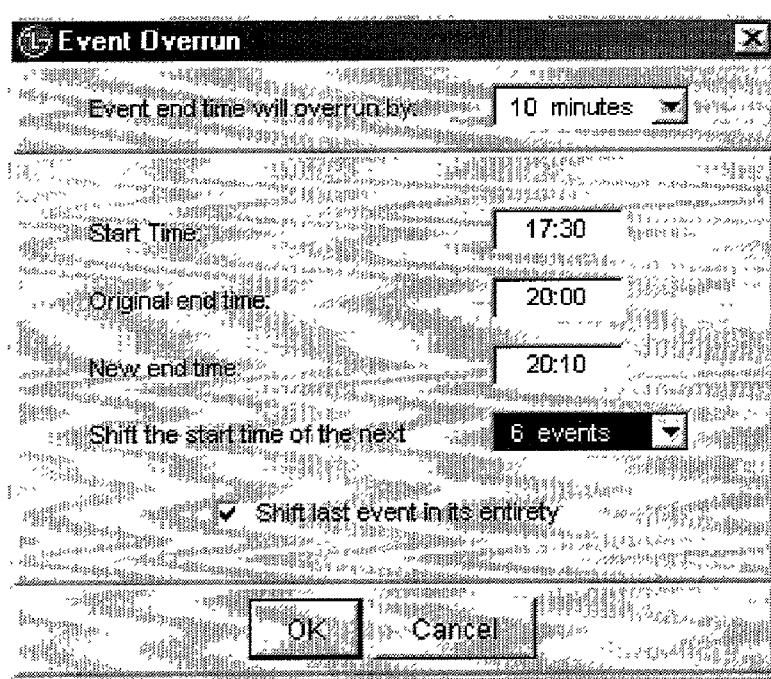 Event Overrun
Event end time will overrun by: 10 minutes
Start Time: 17:30
Original end time: 20:00
New end time: 20:10
Shift the start time of the next 6 events
Shift last event in its entirety
OK Cancel